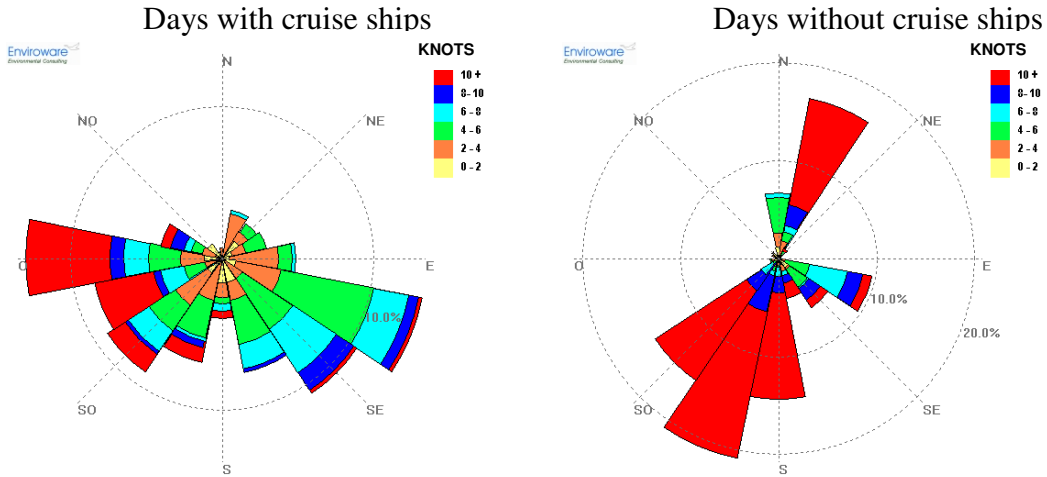 Days with cruise ships
Enviroware
Environmental Consulting
KNOTS
10 +
8 - 10
6 - 8
4 - 6
2 - 4
0 - 2
N
NO
NE
O
E
10.0%
SO
SE
S
Days without cruise ships
Enviroware
Environmental Consulting
KNOTS
10 +
8 - 10
6 - 8
4 - 6
2 - 4
0 - 2
N
NO
NE
O
E
10.0%
20.0%
SO
SE
S